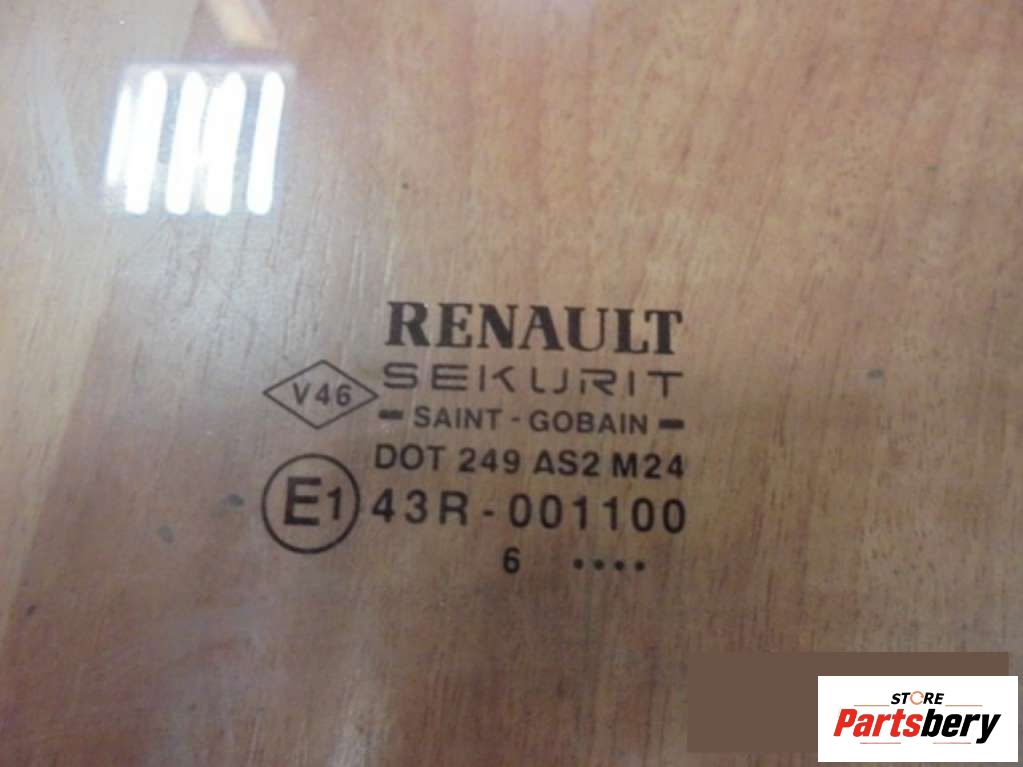 RENAULT
SEKURIT
V46
SAINT - GOBAIN
DOT 249 AS2 M24
E1 43R - 001100
6 ••••
STORE
Partsbery